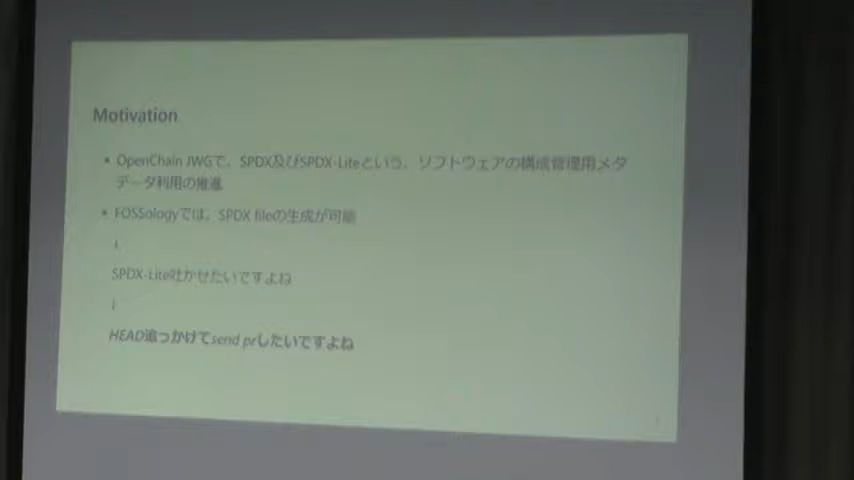 Motivation
• OpenChain JWGで、SPDX及びSPDX-Liteという、ソフトウェアの構成管理用メタ
データ利用の推進
• FOSSologyでは、SPDX fileの生成が可能
↓
SPDX-Lite吐かせたいですよね
↓
HEAD追っかけてsend prしたいですよね